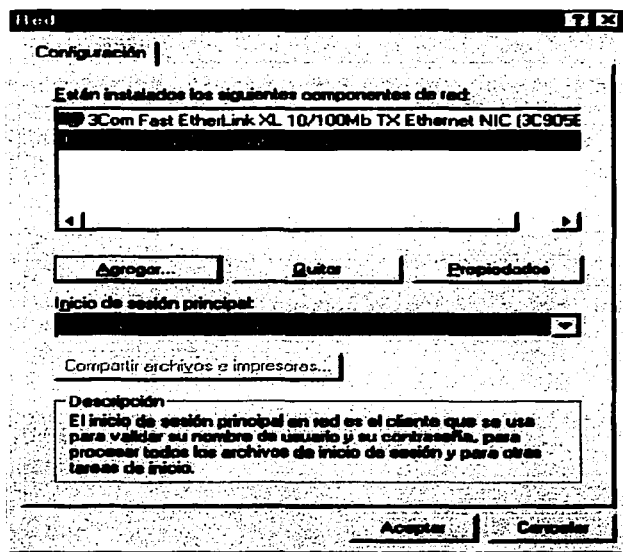 Red
Configuración
Están instalados los siguientes componentes de red:
3Com Fast EtherLink XL 10/100Mb TX Ethernet NIC (3C905B
Agregar... Quitar Propiedades
Inicio de sesión principal:
Compartir archivos e impresoras...
Descripción
El inicio de sesión principal en red es el cliente que se usa
para validar su nombre de usuario y su contraseña, para
procesar todos los archivos de inicio de sesión y para otras
tareas de inicio.
Aceptar Cancelar